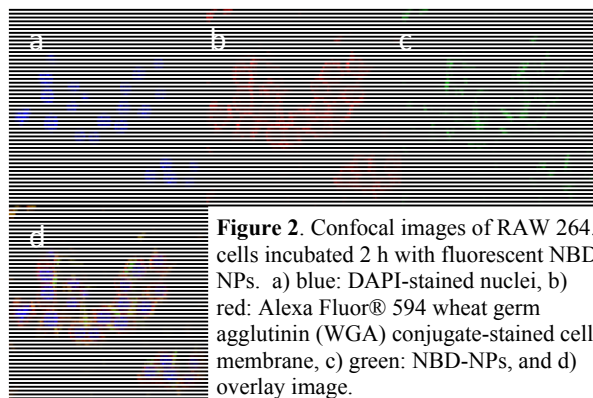 a b c
d
Figure 2. Confocal images of RAW 264.
cells incubated 2 h with fluorescent NBD
NPs. a) blue: DAPI-stained nuclei, b)
red: Alexa Fluor® 594 wheat germ
agglutinin (WGA) conjugate-stained cell
membrane, c) green: NBD-NPs, and d)
overlay image.